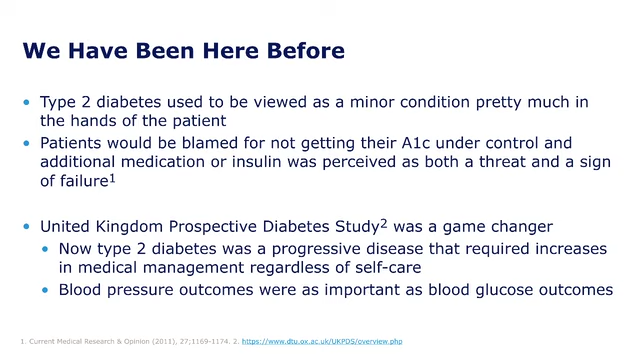 We Have Been Here Before
• Type 2 diabetes used to be viewed as a minor condition pretty much in
the hands of the patient
• Patients would be blamed for not getting their A1c under control and
additional medication or insulin was perceived as both a threat and a sign
of failure1
• United Kingdom Prospective Diabetes Study2 was a game changer
• Now type 2 diabetes was a progressive disease that required increases
in medical management regardless of self-care
• Blood pressure outcomes were as important as blood glucose outcomes
1. Current Medical Research & Opinion (2011), 27;1169-1174. 2. https://www.dtu.ox.ac.uk/UKPDS/overview.php